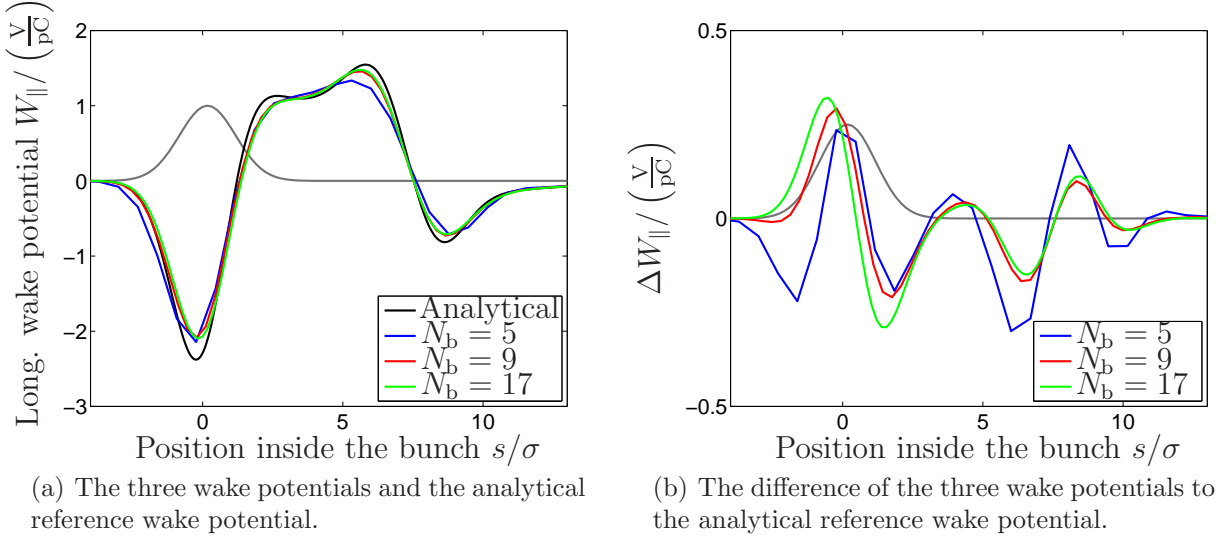 Long. wake potential W∥/ (V/pC)
2
1
0
−1
−2
−3
0
5
10
Analytical
N_b = 5
N_b = 9
N_b = 17
Position inside the bunch s/σ
(a) The three wake potentials and the analytical
reference wake potential.
ΔW∥/ (V/pC)
0.5
0
−0.5
0
5
10
N_b = 5
N_b = 9
N_b = 17
Position inside the bunch s/σ
(b) The difference of the three wake potentials to
the analytical reference wake potential.